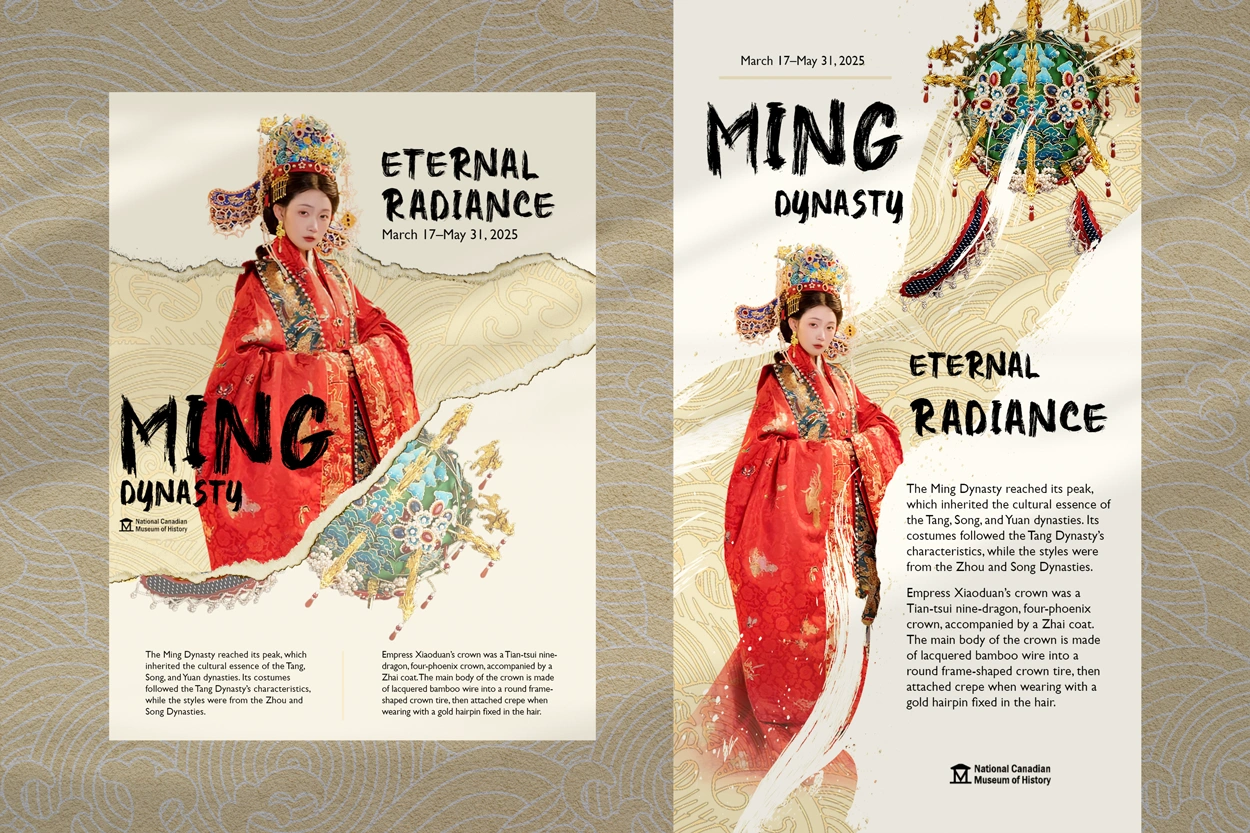 ETERNAL
RADIANCE
March 17–May 31, 2025
MING
DYNASTY
National Canadian
Museum of History
The Ming Dynasty reached its peak, which
inherited the cultural essence of the Tang,
Song, and Yuan dynasties. Its costumes
followed the Tang Dynasty's characteristics,
while the styles were from the Zhou and
Song Dynasties.
Empress Xiaoduan's crown was a Tian-tsui nine-
dragon, four-phoenix crown, accompanied by a
Zhai coat. The main body of the crown is made
of lacquered bamboo wire into a round frame-
shaped crown tire, then attached crepe when
wearing with a gold hairpin fixed in the hair.
March 17–May 31, 2025
MING
DYNASTY
ETERNAL
RADIANCE
The Ming Dynasty reached its peak,
which inherited the cultural essence of
the Tang, Song, and Yuan dynasties. Its
costumes followed the Tang Dynasty's
characteristics, while the styles were
from the Zhou and Song Dynasties.
Empress Xiaoduan's crown was a
Tian-tsui nine-dragon, four-phoenix
crown, accompanied by a Zhai coat.
The main body of the crown is made
of lacquered bamboo wire into a
round frame-shaped crown tire, then
attached crepe when wearing with a
gold hairpin fixed in the hair.
National Canadian
Museum of History